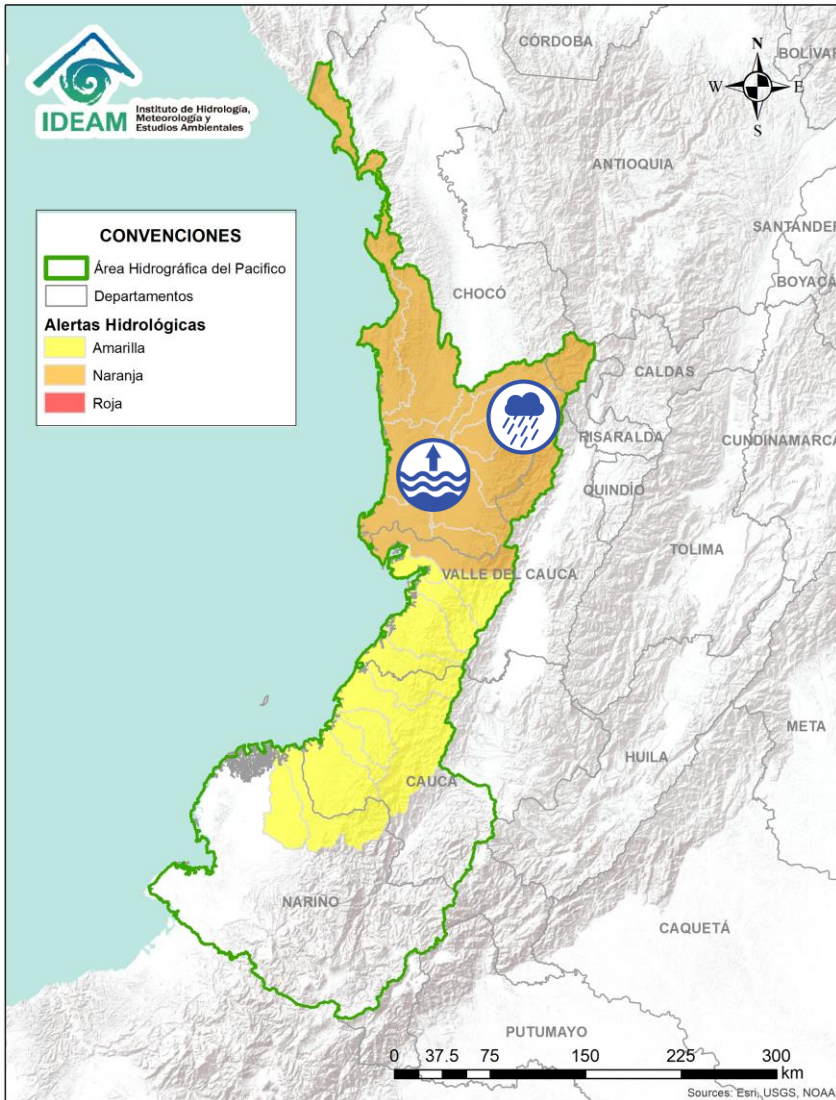 IDEAM
Instituto de Hidrología,
Meteorología y
Estudios Ambientales
CÓRDOBA
BOLÍVAR
N
W
E
S
ANTIOQUIA
SANTANDER
BOYACÁ
CONVENCIONES
Área Hidrográfica del Pacifico
Departamentos
Alertas Hidrológicas
Amarilla
Naranja
Roja
CHOCÓ
CALDAS
RISARALDA
CUNDINAMARCA
QUINDÍO
TOLIMA
VALLE DEL CAUCA
META
HUILA
CAUCA
NARIÑO
CAQUETÁ
PUTUMAYO
0 37.5 75 150 225 300
km
Sources: Esri, USGS, NOAA